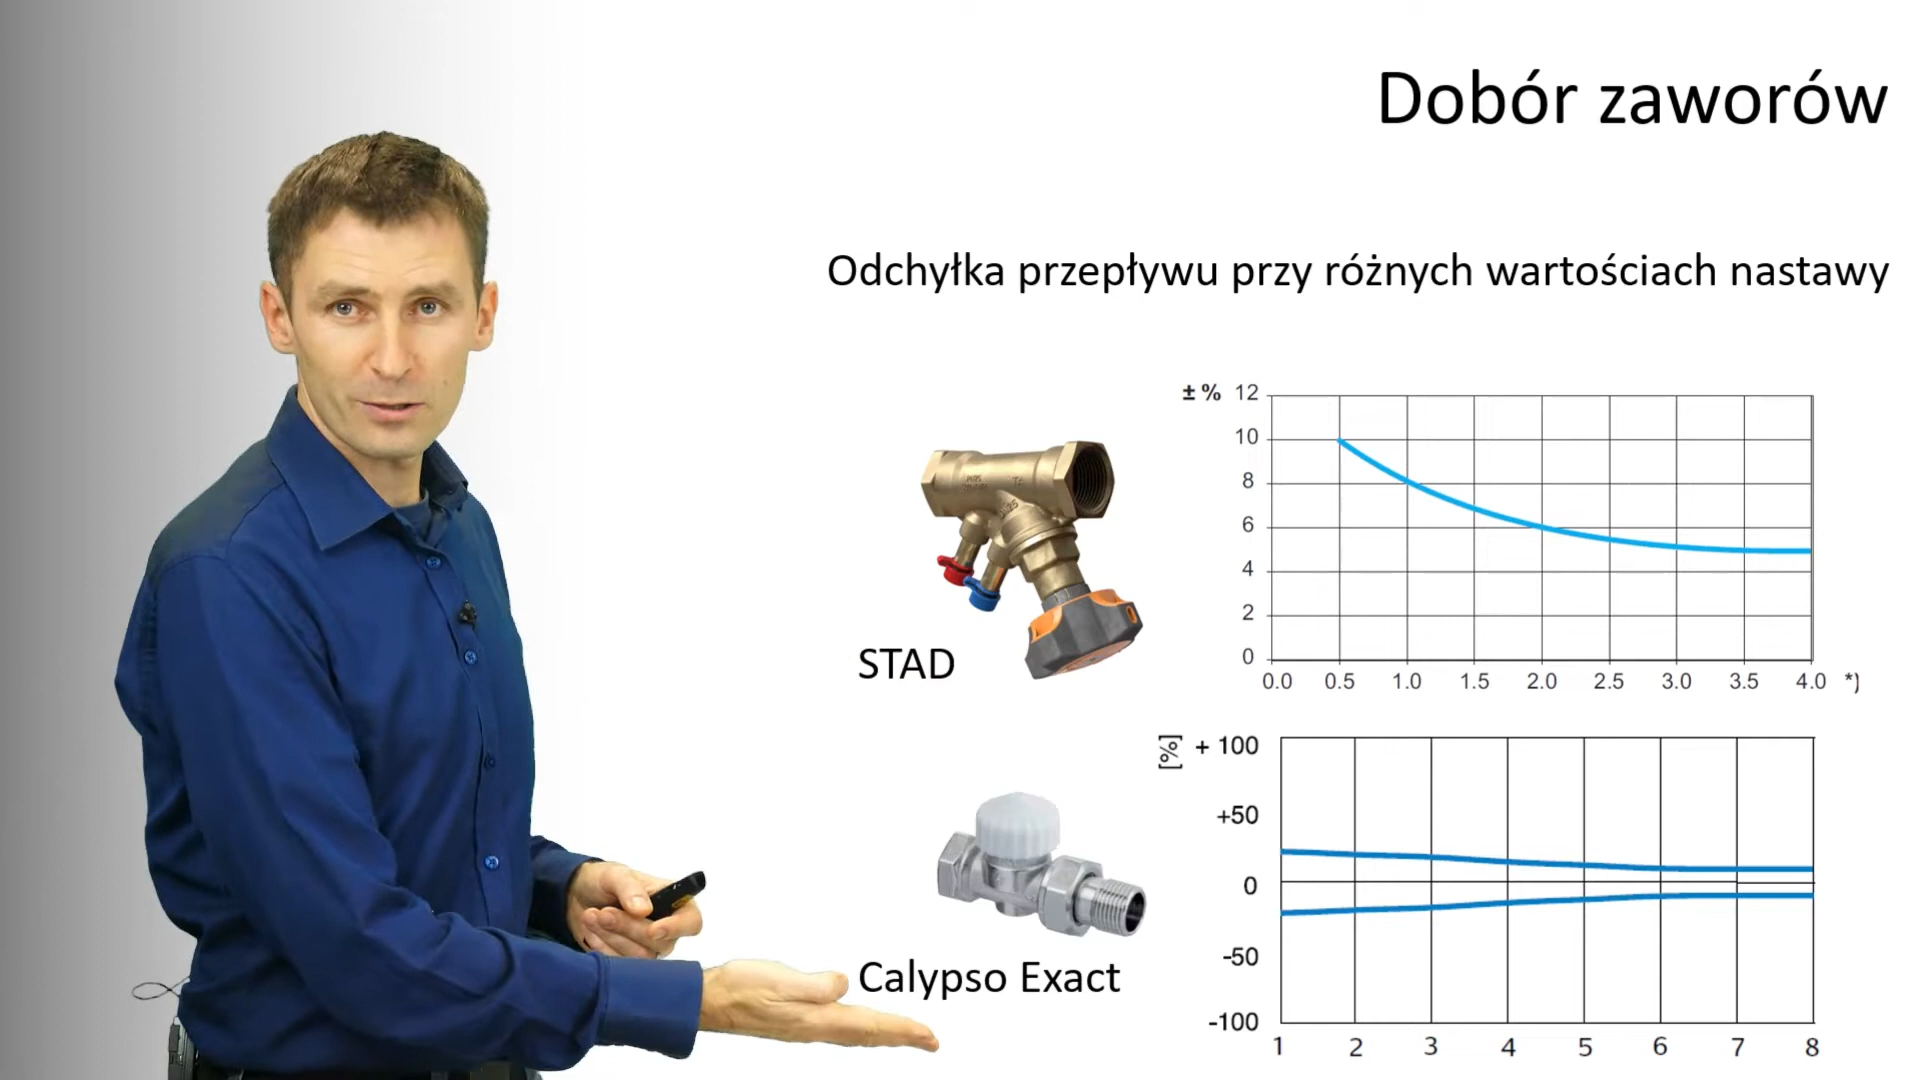 Dobór zaworów
Odchyłka przepływu przy różnych wartościach nastawy
± % 12
10
8
6
4
2
0
0.0 0.5 1.0 1.5 2.0 2.5 3.0 3.5 4.0 *)
STAD
[%] + 100
+50
0
-50
-100
1 2 3 4 5 6 7 8
Calypso Exact